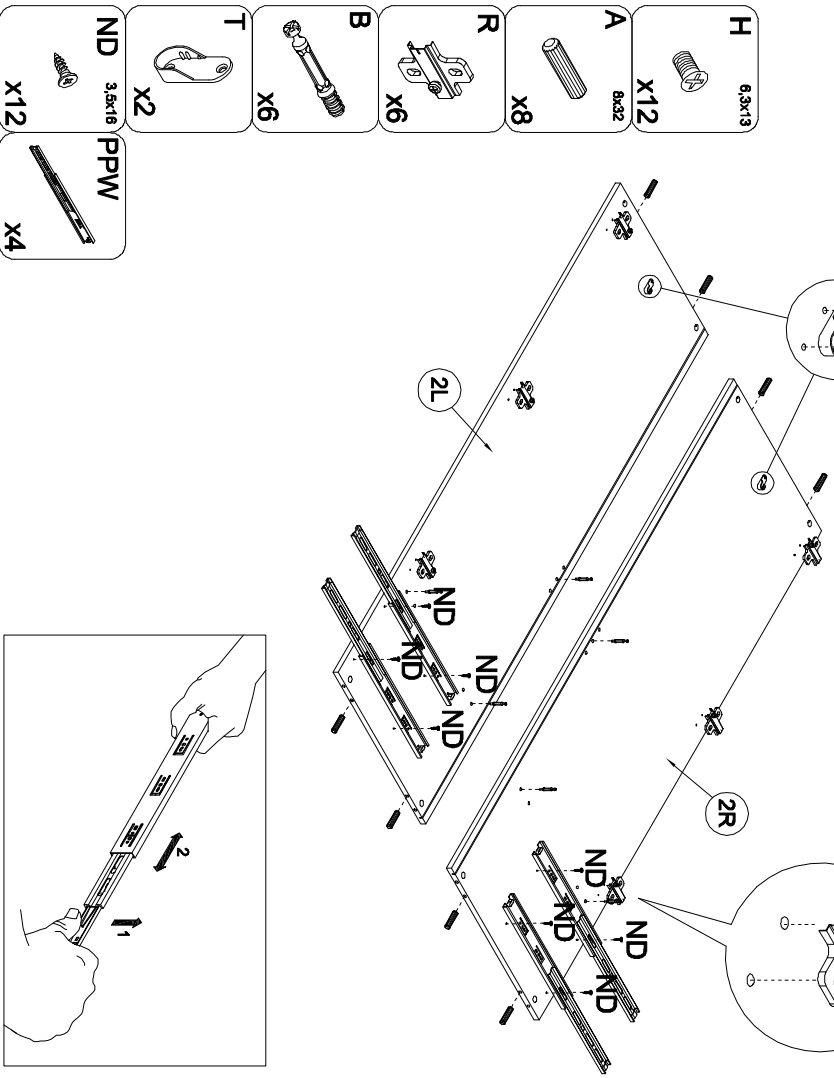 H
6,3x13
x12
A
8x32
x8
R
x6
B
x6
T
x2
ND
3,5x16
x12
PPW
x4
2L
ND
ND
ND
ND
2R
ND
ND
ND
ND
2
1